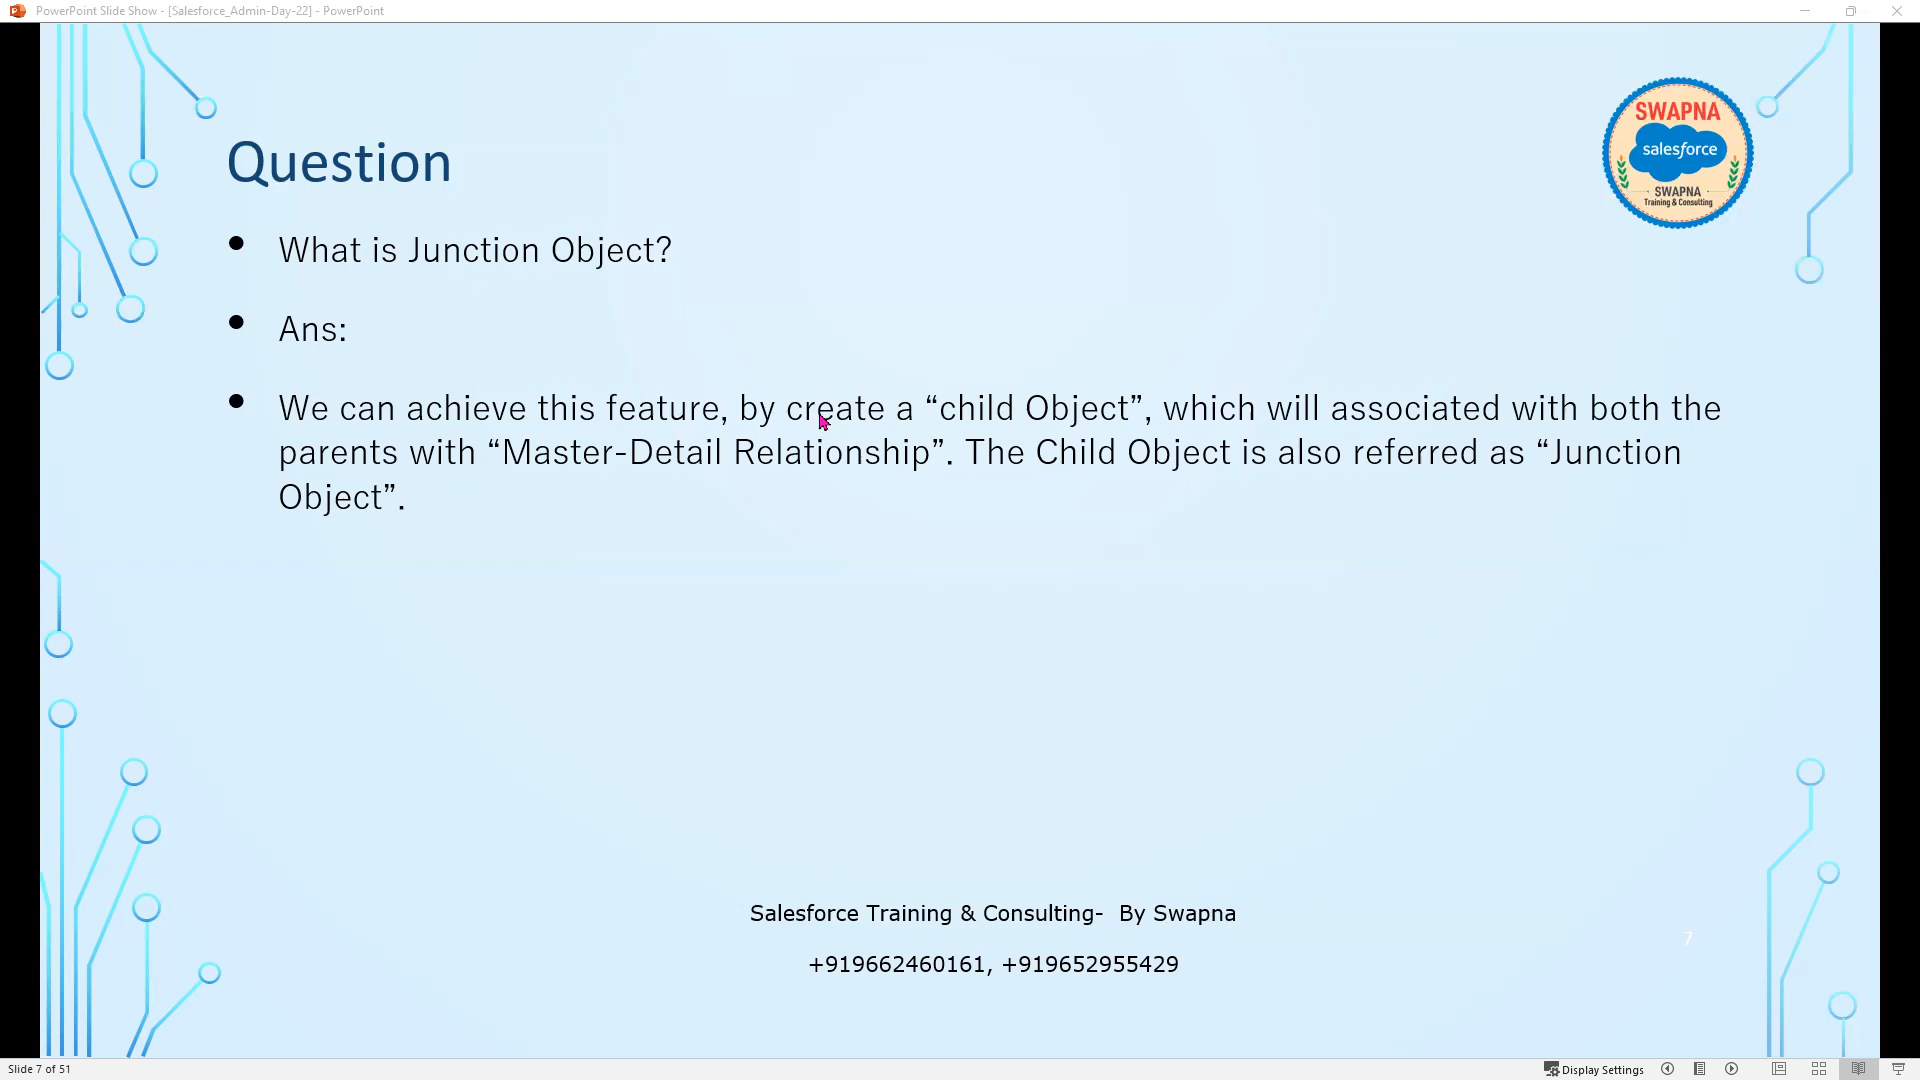 PowerPoint Slide Show - [Salesforce_Admin-Day-22] - PowerPoint
SWAPNA
salesforce
SWAPNA
Training & Consulting
Question
• What is Junction Object?
• Ans:
• We can achieve this feature, by create a “child Object”, which will associated with both the
parents with “Master-Detail Relationship”. The Child Object is also referred as “Junction
Object”.
Salesforce Training & Consulting- By Swapna
7
+919662460161, +919652955429
Slide 7 of 51
Display Settings